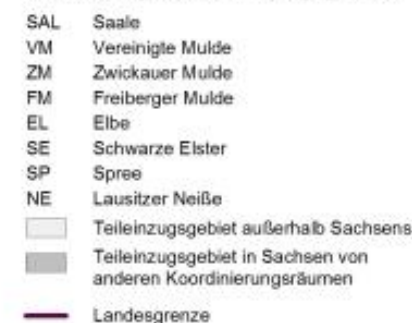 SAL Saale
VM Vereinigte Mulde
ZM Zwickauer Mulde
FM Freiberger Mulde
EL Elbe
SE Schwarze Elster
SP Spree
NE Lausitzer Neiße
Teileinzugsgebiet außerhalb Sachsens
Teileinzugsgebiet in Sachsen von
anderen Koordinierungsräumen
Landesgrenze